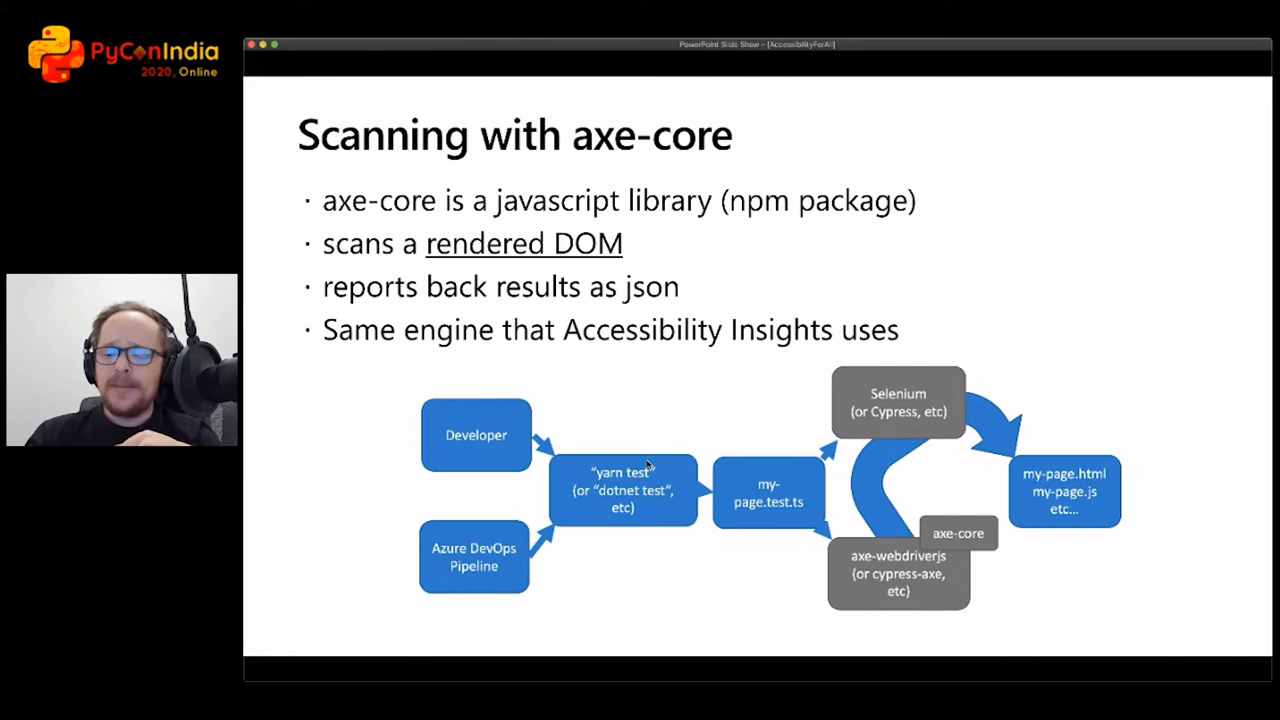 PyConIndia
2020, Online
PowerPoint Slide Show - [AccessibilityForAll]
Scanning with axe-core
· axe-core is a javascript library (npm package)
· scans a rendered DOM
· reports back results as json
· Same engine that Accessibility Insights uses
Developer
Azure DevOps
Pipeline
“yarn test”
(or “dotnet test”,
etc)
my-
page.test.ts
Selenium
(or Cypress, etc)
axe-core
axe-webdriverjs
(or cypress-axe,
etc)
my-page.html
my-page.js
etc...